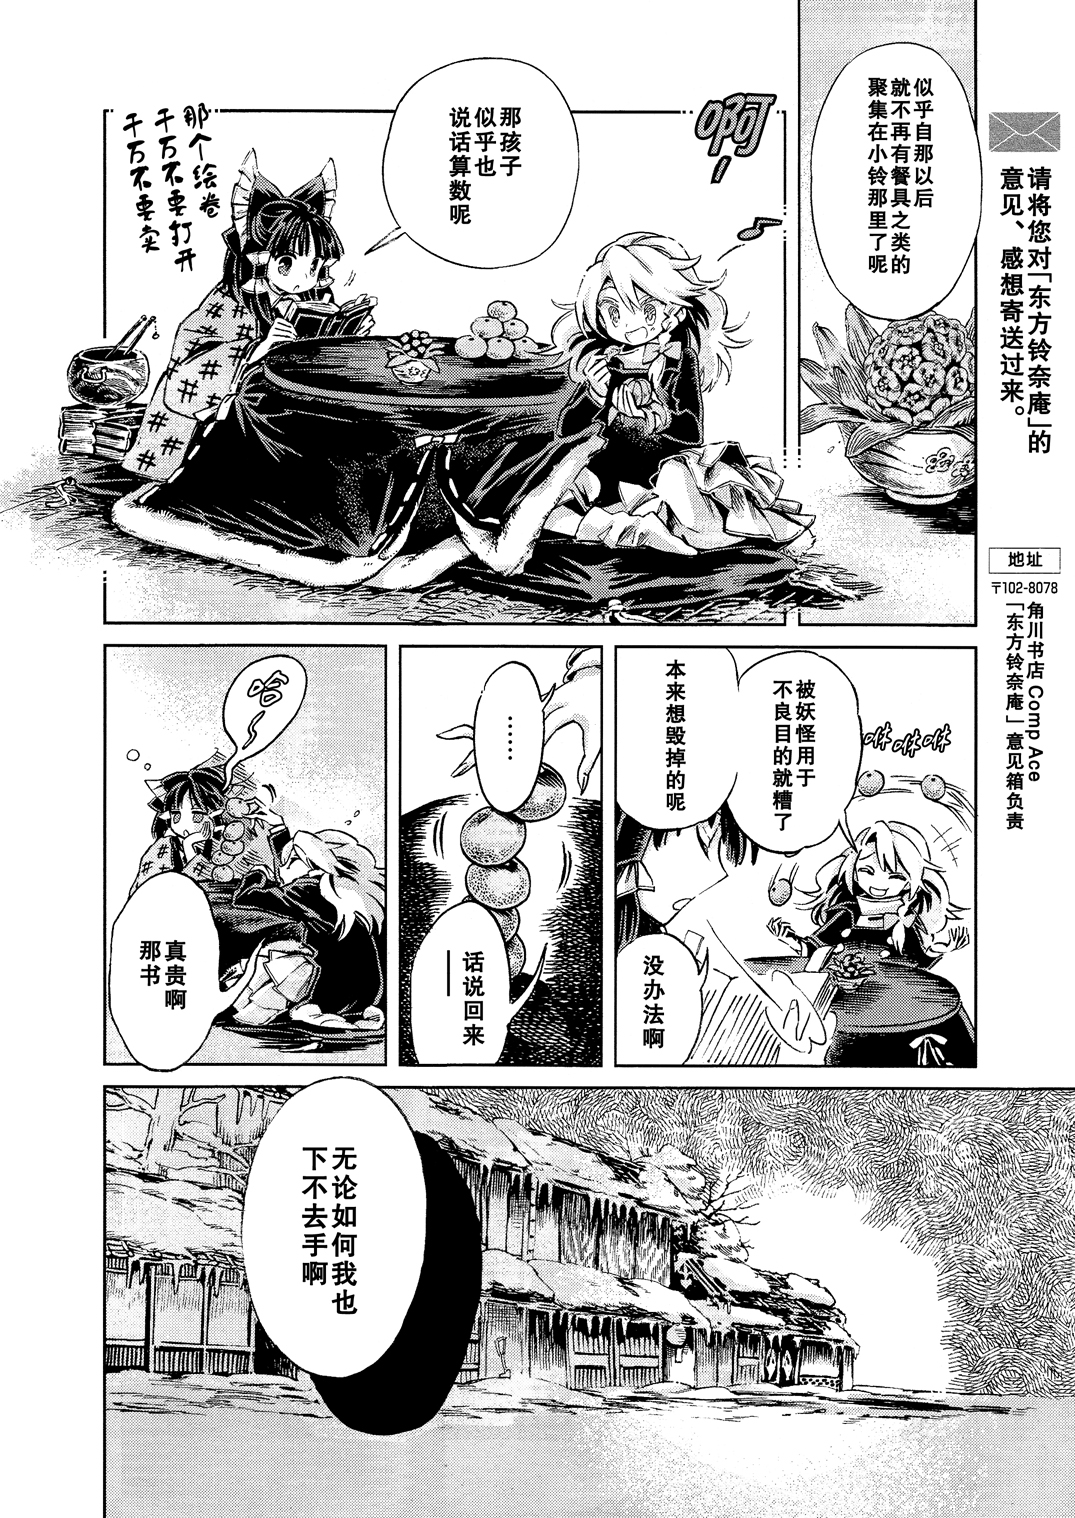 请将您对「东方铃奈庵」的
意见、感想寄送过来。
地址
〒102-8078
角川书店 Comp Ace
「东方铃奈庵」意见箱负责
似乎自那以后
就不再有餐具之类的
聚集在小铃那里了呢
啊
那孩子
似乎也
说话算数呢
那个绘卷
千万不要打开
千万不要卖
咻咻咻
被妖怪用于
不良目的就糟了
本来想毁掉的呢
没办法啊
……
话说回来
——
哈
真贵啊
那书
无论如何我也
下不去手啊